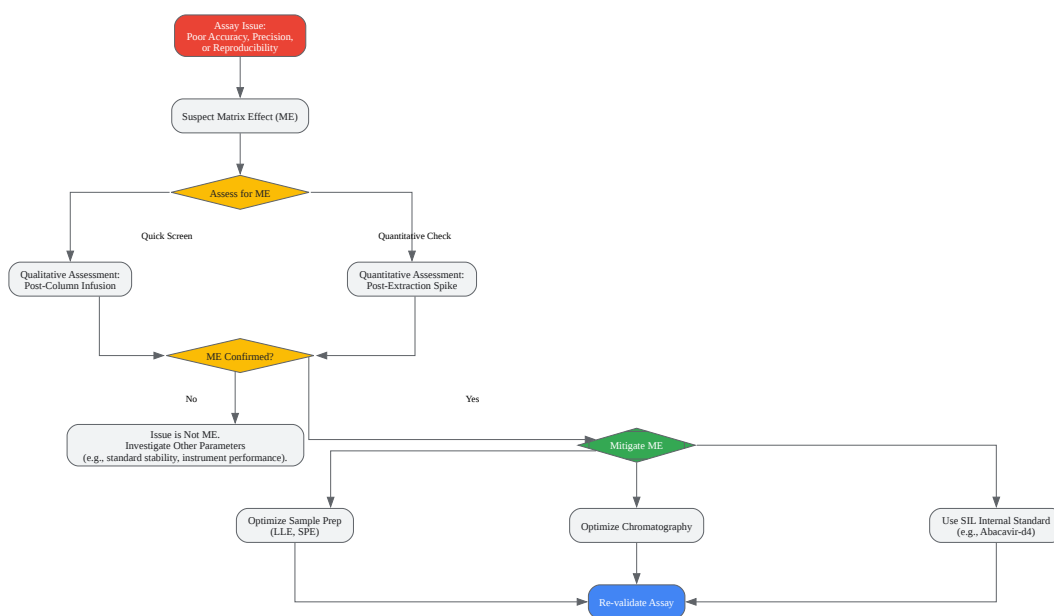 Assay Issue:
Poor Accuracy, Precision,
or Reproducibility
Suspect Matrix Effect (ME)
Assess for ME
Quick Screen
Quantitative Check
Qualitative Assessment:
Post-Column Infusion
Quantitative Assessment:
Post-Extraction Spike
ME Confirmed?
No
Yes
Issue is Not ME.
Investigate Other Parameters
(e.g., standard stability, instrument performance).
Mitigate ME
Optimize Sample Prep
(LLE, SPE)
Optimize Chromatography
Use SIL Internal Standard
(e.g., Abacavir-d4)
Re-validate Assay